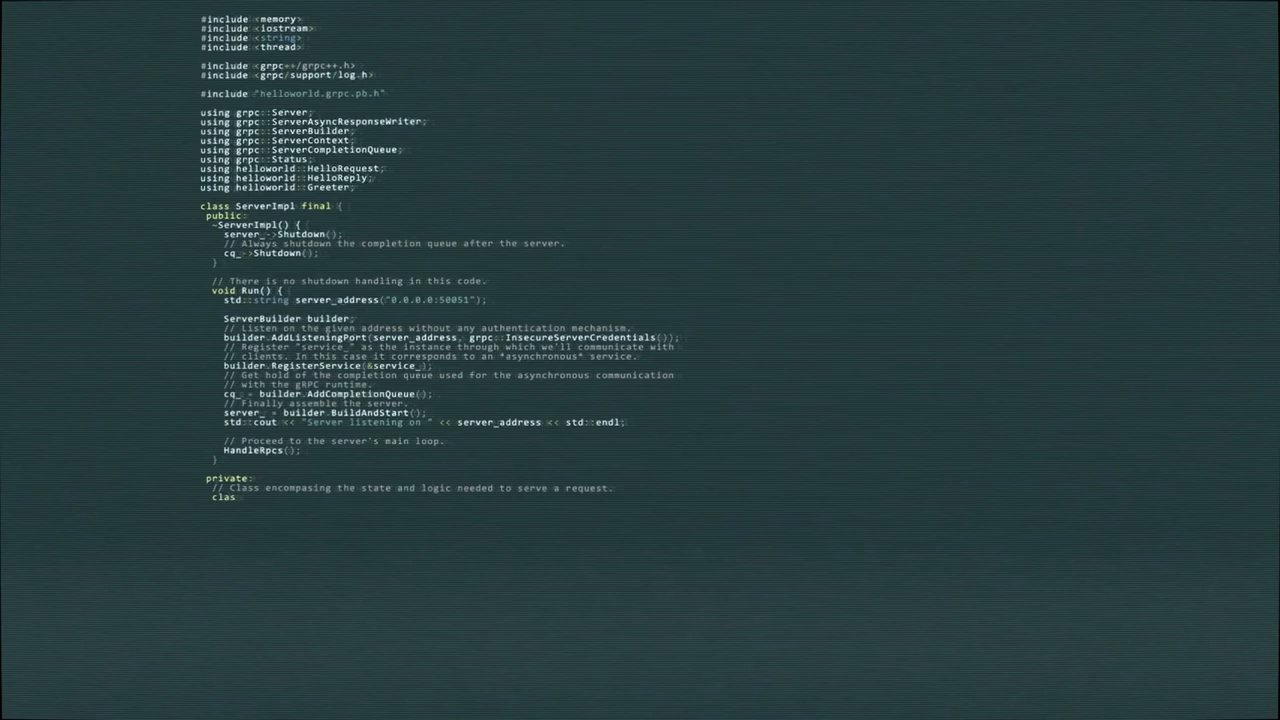 #include <memory>
#include <iostream>
#include <string>
#include <thread>
#include <grpc++/grpc++.h>
#include <grpc/support/log.h>
#include "helloworld.grpc.pb.h"
using grpc::Server;
using grpc::ServerAsyncResponseWriter;
using grpc::ServerBuilder;
using grpc::ServerContext;
using grpc::ServerCompletionQueue;
using grpc::Status;
using helloworld::HelloRequest;
using helloworld::HelloReply;
using helloworld::Greeter;
class ServerImpl final {
public:
~ServerImpl() {
server_->Shutdown();
// Always shutdown the completion queue after the server.
cq_->Shutdown();
}
// There is no shutdown handling in this code.
void Run() {
std::string server_address("0.0.0.0:50051");
ServerBuilder builder;
// Listen on the given address without any authentication mechanism.
builder.AddListeningPort(server_address, grpc::InsecureServerCredentials());
// Register "service_" as the instance through which we'll communicate with
// clients. In this case it corresponds to an *asynchronous* service.
builder.RegisterService(&service_);
// Get hold of the completion queue used for the asynchronous communication
// with the gRPC runtime.
cq_ = builder.AddCompletionQueue();
// Finally assemble the server.
server_ = builder.BuildAndStart();
std::cout << "Server listening on " << server_address << std::endl;
// Proceed to the server's main loop.
HandleRpcs();
}
private:
// Class encompasing the state and logic needed to serve a request.
clas